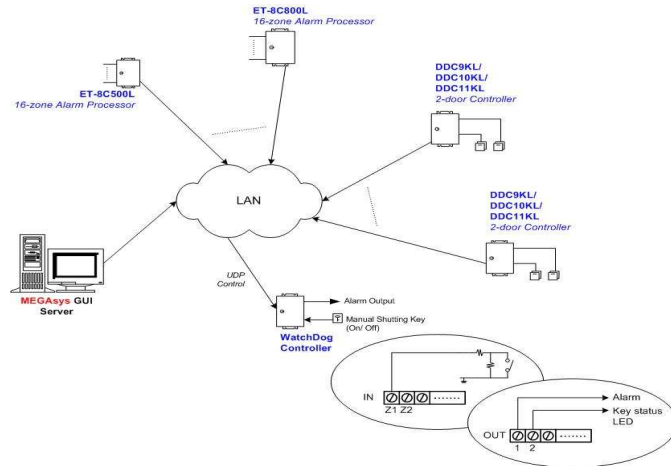 ET-8C800L
16-zone Alarm Processor
ET-8C500L
16-zone Alarm Processor
DDC9KL/
DDC10KL/
DDC11KL
2-door Controller
LAN
DDC9KL/
DDC10KL/
DDC11KL
2-door Controller
MEGAsys GUI
Server
UDP
Control
Alarm Output
Manual Shutting Key
(On/ Off)
WatchDog
Controller
IN
Z1 Z2
Alarm
Key status
LED
OUT
1 2